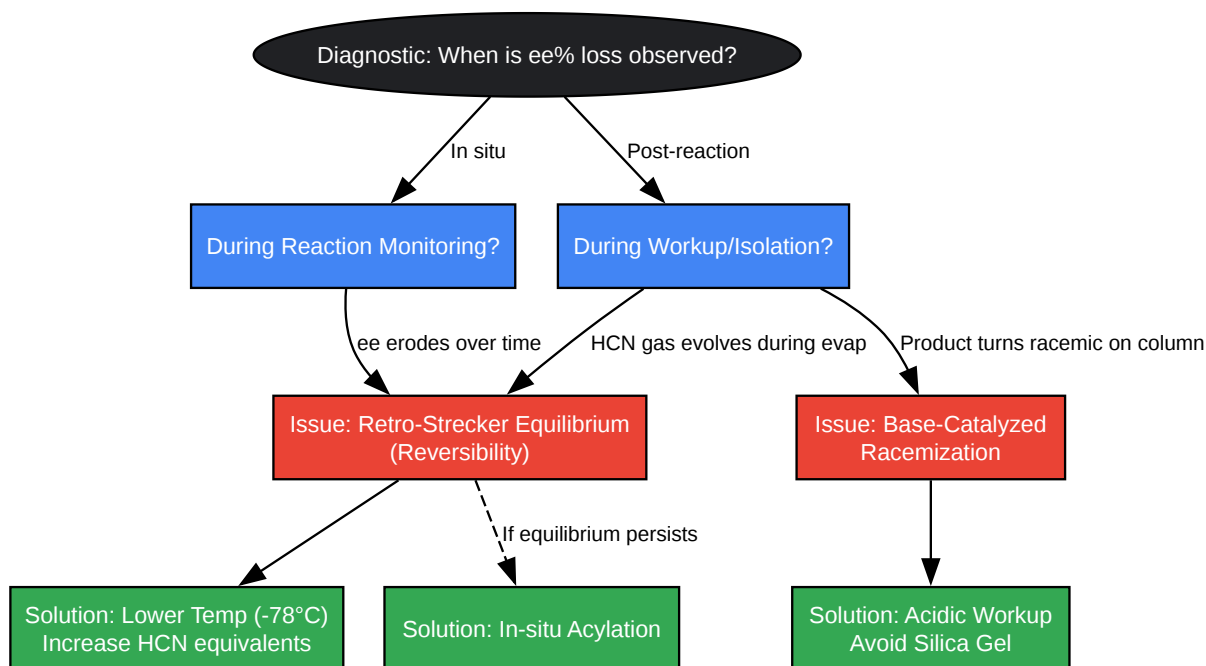 Diagnostic: When is ee% loss observed?
In situ
Post-reaction
During Reaction Monitoring?
During Workup/Isolation?
ee erodes over time
HCN gas evolves during evap
Product turns racemic on column
Issue: Retro-Strecker Equilibrium
(Reversibility)
Issue: Base-Catalyzed
Racemization
If equilibrium persists
Solution: Lower Temp (-78°C)
Increase HCN equivalents
Solution: In-situ Acylation
Solution: Acidic Workup
Avoid Silica Gel